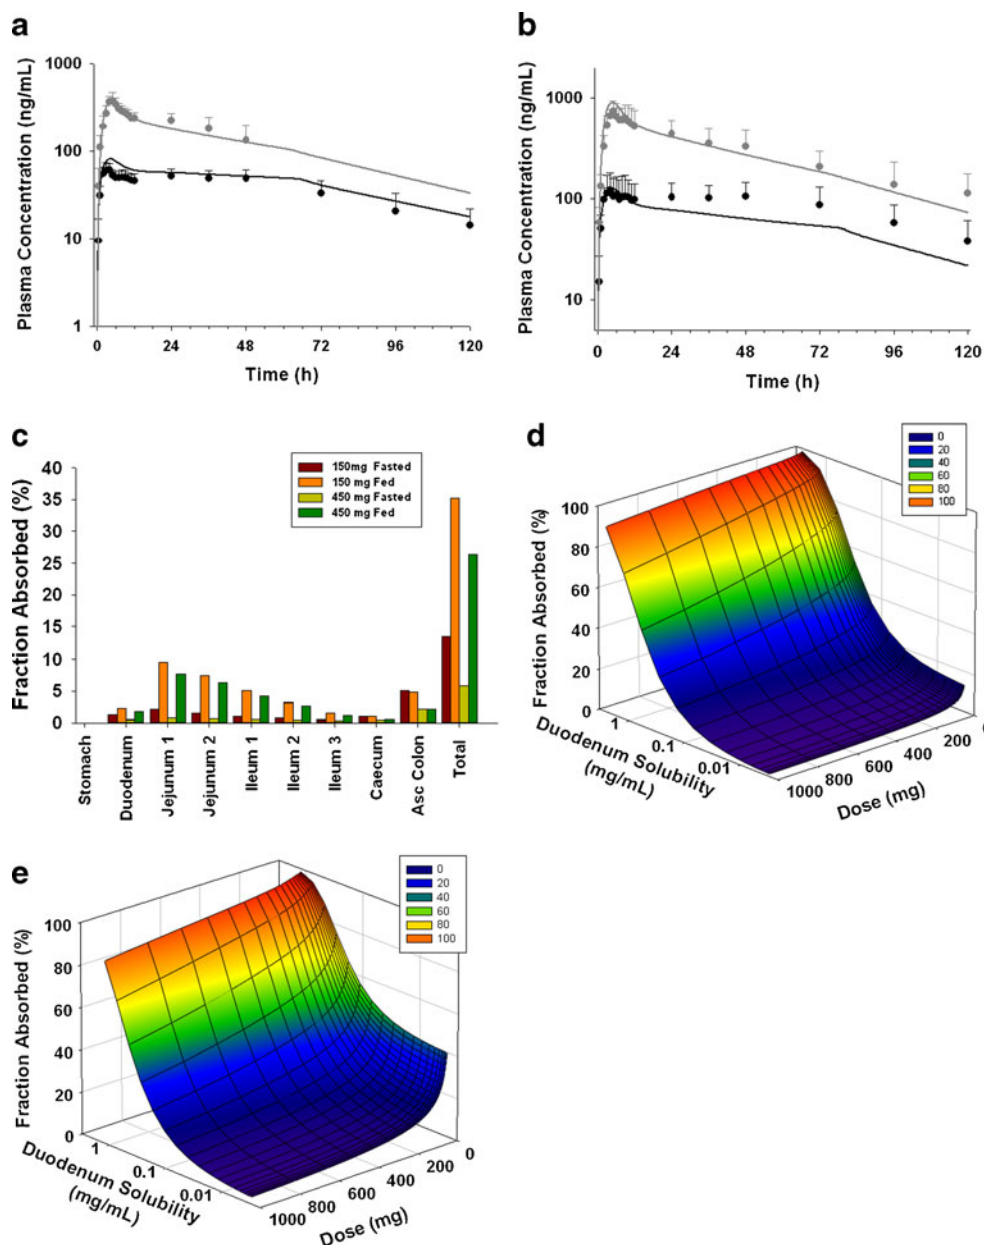 a
Plasma Concentration (ng/mL)
1000
100
10
1
0 24 48 72 96 120
Time (h)
b
Plasma Concentration (ng/mL)
1000
100
10
0 24 48 72 96 120
Time (h)
c
Fraction Absorbed (%)
40
35
30
25
20
15
10
5
0
150mg Fasted
150 mg Fed
450 mg Fasted
450 mg Fed
Stomach
Duodenum
Jejunum 1
Jejunum 2
Ileum 1
Ileum 2
Ileum 3
Caecum
Asc Colon
Total
d
Fraction Absorbed (%)
100
80
60
40
20
0
0
20
40
60
80
100
1
0.1
0.01
Duodenum Solubility
(mg/mL)
1000 800 600 400 200
Dose (mg)
e
Fraction Absorbed (%)
100
80
60
40
20
0
0
20
40
60
80
100
1
0.1
0.01
Duodenum Solubility
(mg/mL)
1000 800 600 400 200 0
Dose (mg)